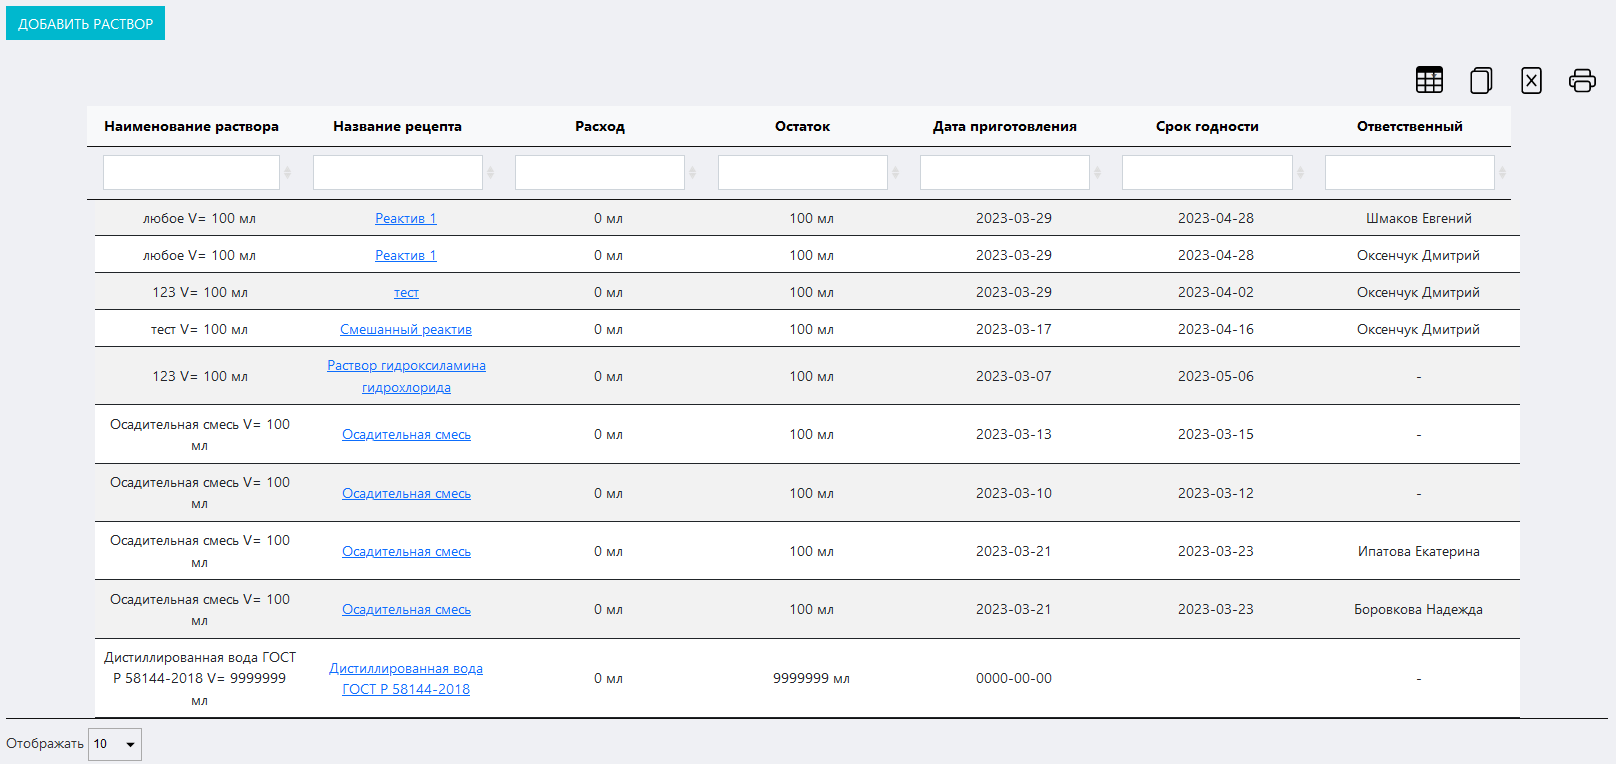 ДОБАВИТЬ РАСТВОР
Наименование раствора Название рецепта Расход Остаток Дата приготовления Срок годности Ответственный
любое V= 100 мл Реактив 1 0 мл 100 мл 2023-03-29 2023-04-28 Шмаков Евгений
любое V= 100 мл Реактив 1 0 мл 100 мл 2023-03-29 2023-04-28 Оксенчук Дмитрий
123 V= 100 мл тест 0 мл 100 мл 2023-03-29 2023-04-02 Оксенчук Дмитрий
тест V= 100 мл Смешанный реактив 0 мл 100 мл 2023-03-17 2023-04-16 Оксенчук Дмитрий
123 V= 100 мл Раствор гидроксиламина
гидрохлорида 0 мл 100 мл 2023-03-07 2023-05-06 -
Осадительная смесь V= 100
мл Осадительная смесь 0 мл 100 мл 2023-03-13 2023-03-15 -
Осадительная смесь V= 100
мл Осадительная смесь 0 мл 100 мл 2023-03-10 2023-03-12 -
Осадительная смесь V= 100
мл Осадительная смесь 0 мл 100 мл 2023-03-21 2023-03-23 Ипатова Екатерина
Осадительная смесь V= 100
мл Осадительная смесь 0 мл 100 мл 2023-03-21 2023-03-23 Боровкова Надежда
Дистиллированная вода ГОСТ
Р 58144-2018 V= 9999999
мл Дистиллированная вода
ГОСТ Р 58144-2018 0 мл 9999999 мл 0000-00-00 -
Отображать 10